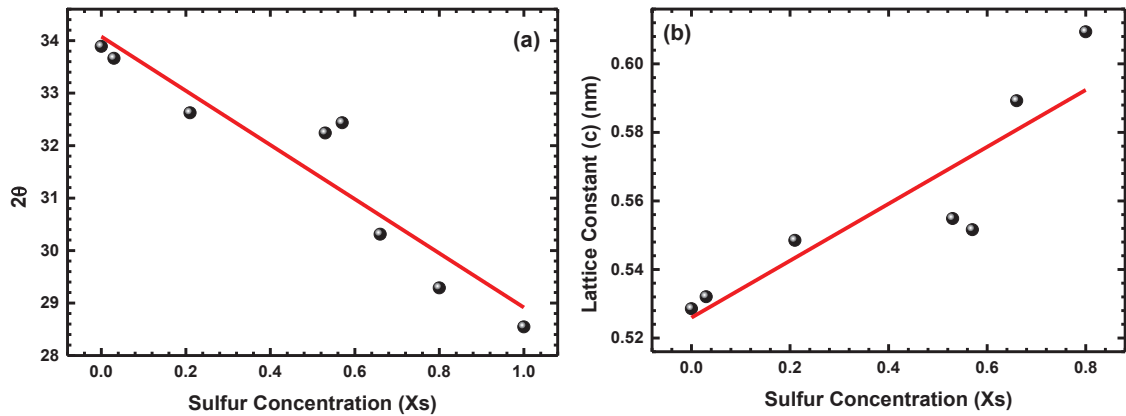 (a)
2θ
34
33
32
31
30
29
28
0.0 0.2 0.4 0.6 0.8 1.0
Sulfur Concentration (Xs)
(b)
Lattice Constant (c) (nm)
0.60
0.58
0.56
0.54
0.52
0.0 0.2 0.4 0.6 0.8
Sulfur Concentration (Xs)